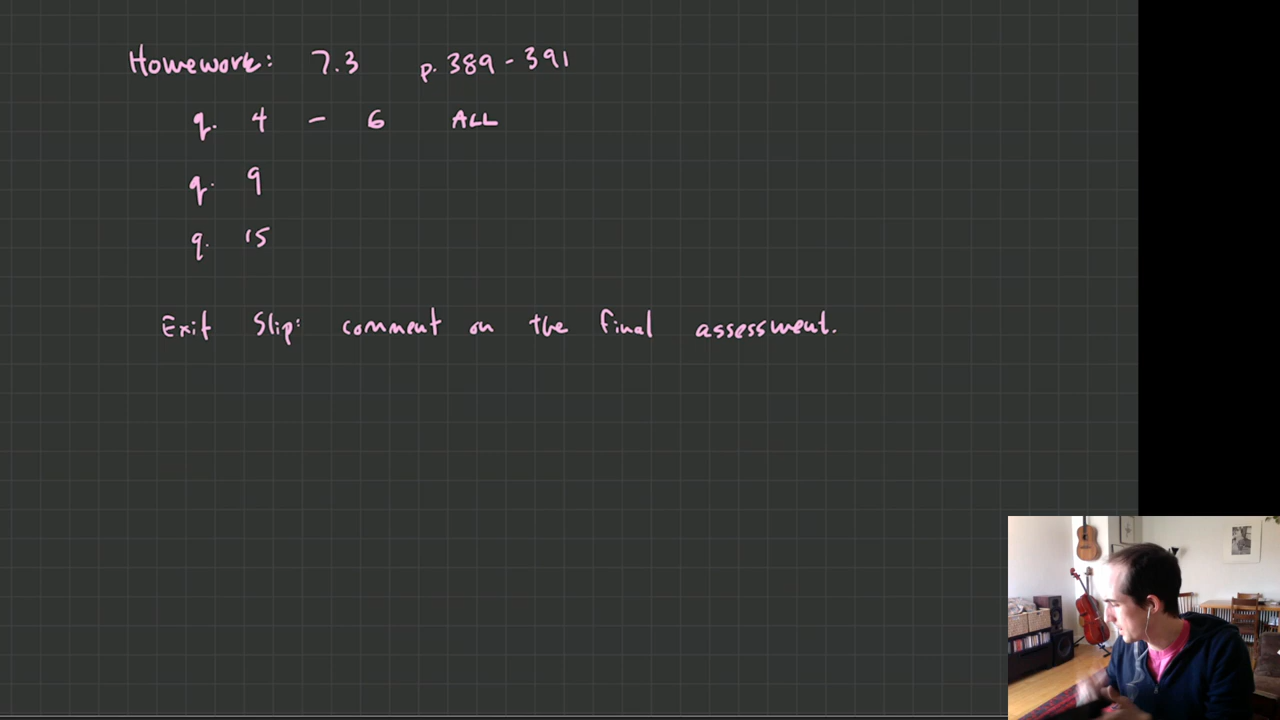 Homework: 7.3 p. 389 - 391
q. 4 - 6 ALL
q. 9
q. 15
Exit Slip: comment on the final assessment.